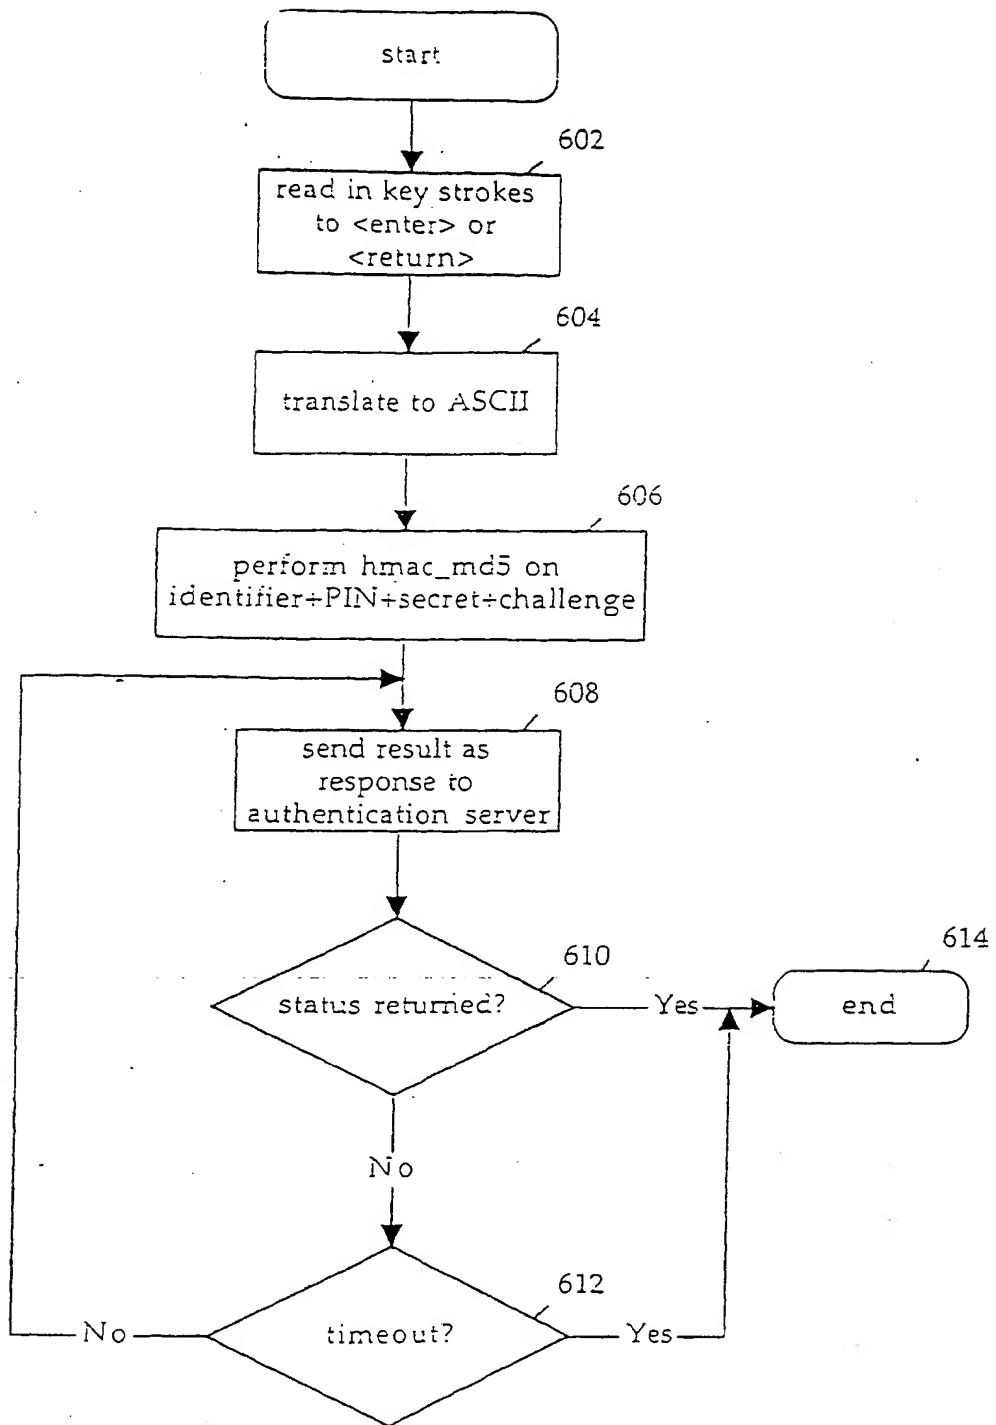 start
602
read in key strokes
to <enter> or
<return>
604
translate to ASCII
606
perform hmac_md5 on
identifier+PIN+secret+challenge
608
send result as
response to
authentication server
610
status returned?
Yes
614
end
No
612
timeout?
No
Yes